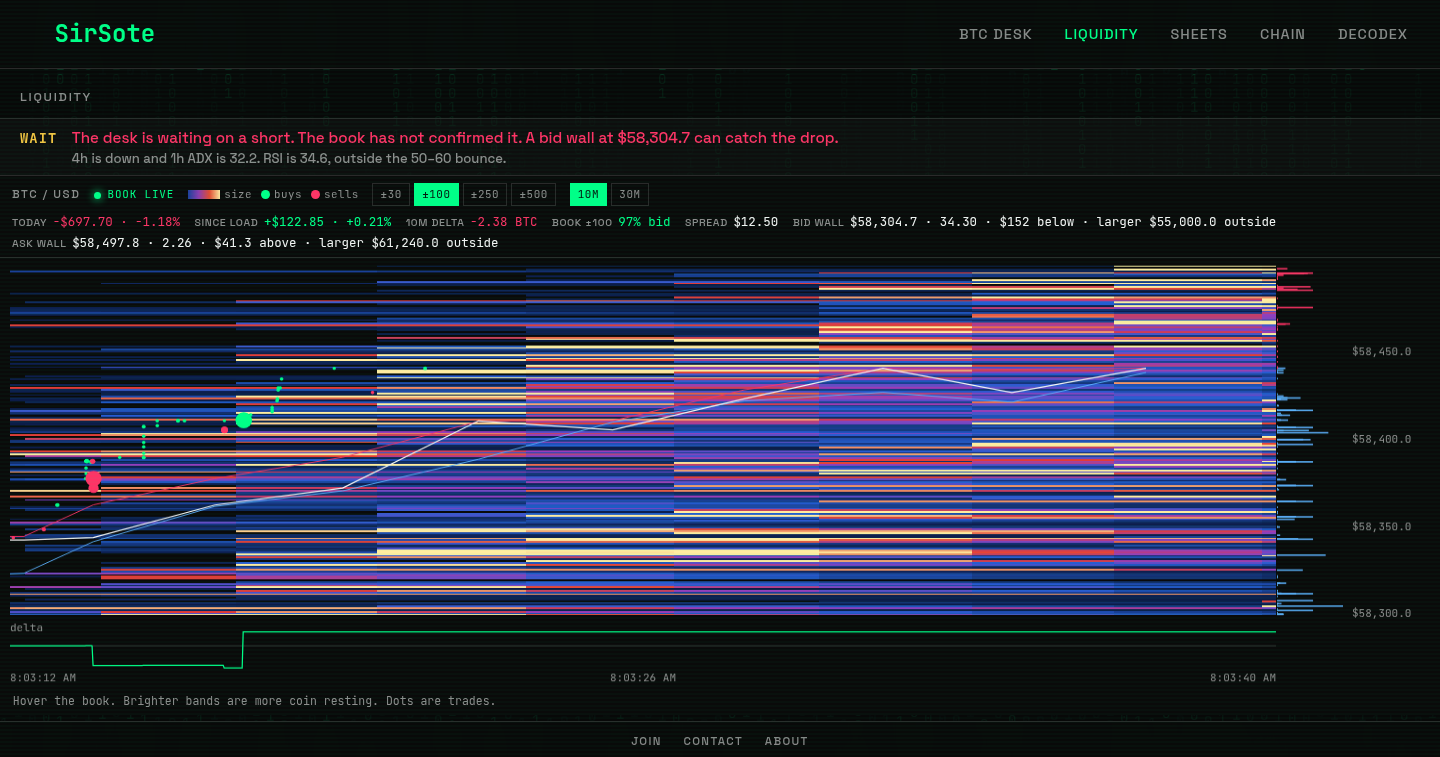 SirSote
BTC DESK LIQUIDITY SHEETS CHAIN DECODEX
LIQUIDITY
WAIT The desk is waiting on a short. The book has not confirmed it. A bid wall at $58,304.7 can catch the drop.
4h is down and 1h ADX is 32.2. RSI is 34.6, outside the 50–60 bounce.
BTC / USD BOOK LIVE size buys sells ±30 ±100 ±250 ±500 10M 30M
TODAY -$697.70 · -1.18% SINCE LOAD +$122.85 · +0.21% 10M DELTA -2.38 BTC BOOK ±100 97% bid SPREAD $12.50 BID WALL $58,304.7 · 34.30 · $152 below · larger $55,000.0 outside
ASK WALL $58,497.8 · 2.26 · $41.3 above · larger $61,240.0 outside
$58,450.0
$58,400.0
$58,350.0
$58,300.0
delta
8:03:12 AM 8:03:26 AM 8:03:40 AM
Hover the book. Brighter bands are more coin resting. Dots are trades.
JOIN CONTACT ABOUT